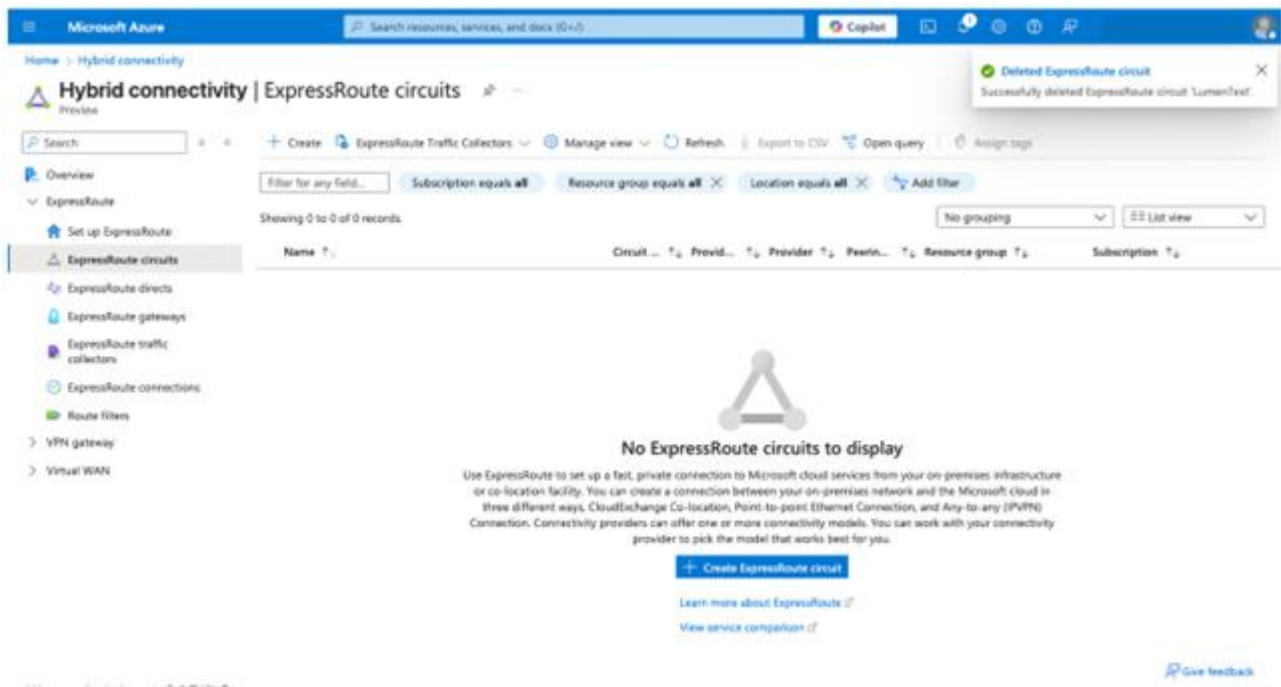 Microsoft Azure
Search resources, services, and docs (G+/)
Copilot
1
Home > Hybrid connectivity
Hybrid connectivity | ExpressRoute circuits
Preview
Deleted ExpressRoute circuit
Successfully deleted ExpressRoute circuit 'LumenTest'.
Search
Create
ExpressRoute Traffic Collectors
Manage view
Refresh
Export to CSV
Open query
Assign tags
Overview
ExpressRoute
Set up ExpressRoute
ExpressRoute circuits
ExpressRoute directs
ExpressRoute gateways
ExpressRoute traffic
collectors
ExpressRoute connections
Route filters
VPN gateway
Virtual WAN
Filter for any field...
Subscription equals all
Resource group equals all
Location equals all
Add filter
Showing 0 to 0 of 0 records.
No grouping
List view
Name
Circuit ...
Provid...
Provider
Peerin...
Resource group
Subscription
No ExpressRoute circuits to display
Use ExpressRoute to set up a fast, private connection to Microsoft cloud services from your on-premises infrastructure
or co-location facility. You can create a connection between your on-premises network and the Microsoft cloud in
three different ways, CloudExchange Co-location, Point-to-point Ethernet Connection, and Any-to-any (IPVPN)
Connection. Connectivity providers can offer one or more connectivity models. You can work with your connectivity
provider to pick the model that works best for you.
Create ExpressRoute circuit
Learn more about ExpressRoute
View service comparison
Give feedback